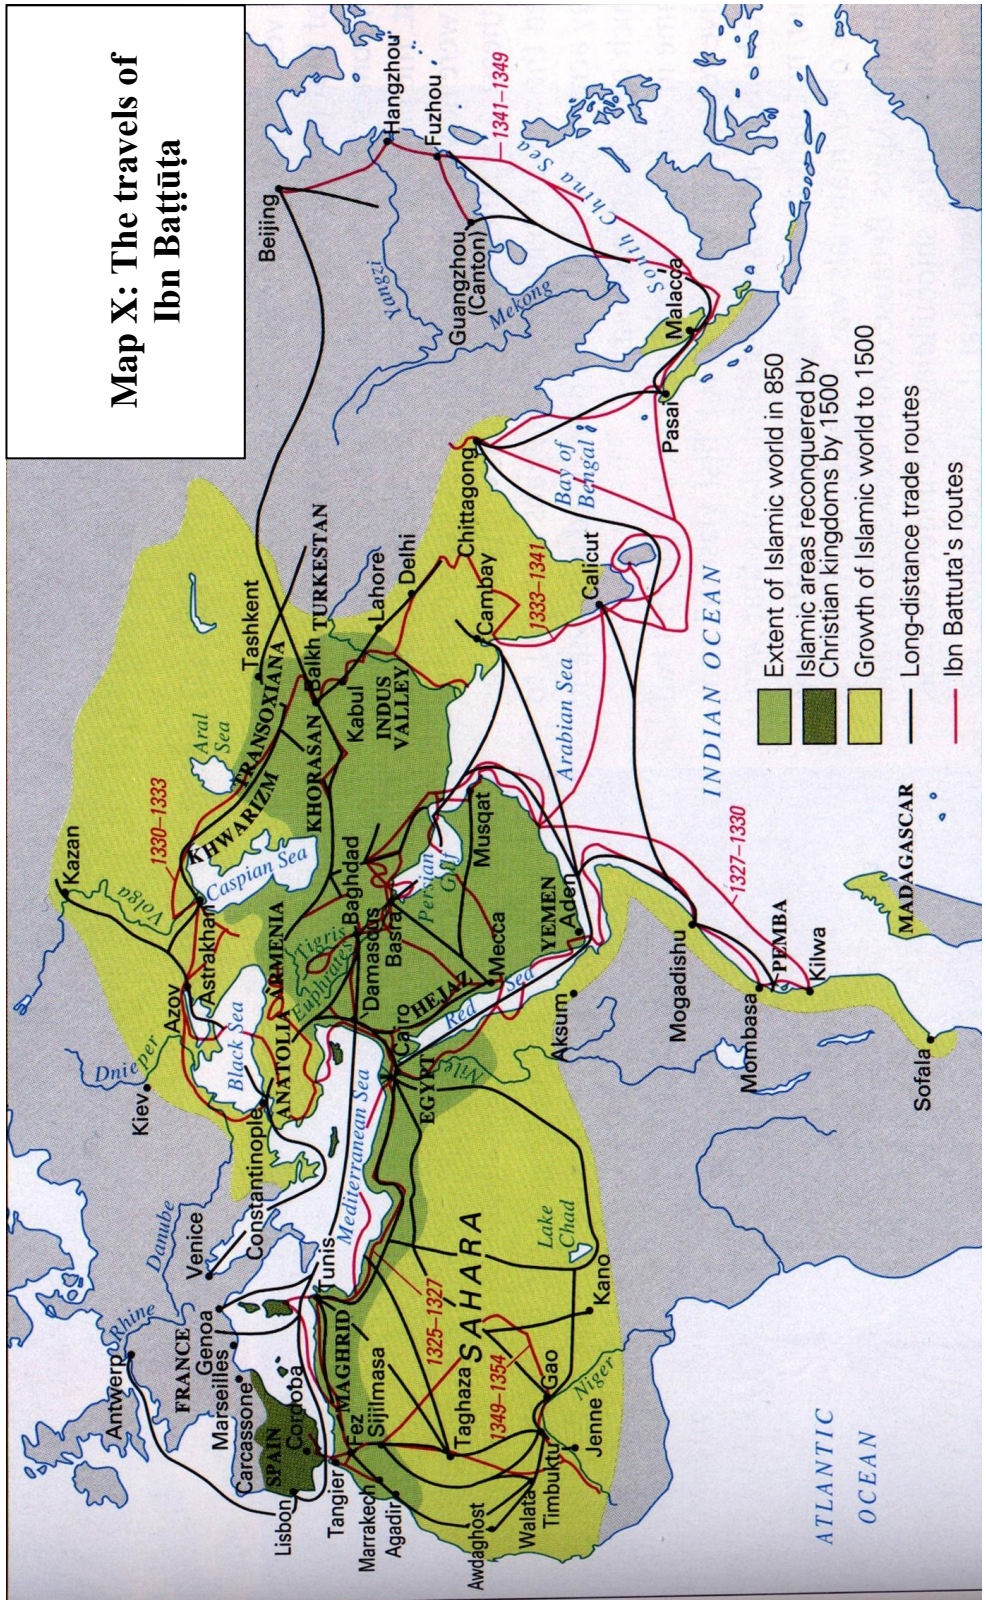 Map X: The travels of
Ibn Baṭṭūṭa
Antwerp
Rhine
FRANCE
Genoa
Marseilles
Carcassone
SPAIN
Cordoba
Lisbon
Venice
Danube
Constantinople
Kiev
Dnieper
Azov
Astrakhan
Black Sea
ANATOLIA
ARMENIA
Kazan
Volga
1330–1333
KHWARIZM
Caspian Sea
Aral
Sea
TRANSOXIANA
Tashkent
TURKESTAN
Balkh
KHORASAN
Kabul
INDUS
VALLEY
Lahore
Delhi
Cambay
Chittagong
1333–1341
Calicut
Bay of
Bengal
Arabian Sea
INDIAN OCEAN
Beijing
Hangzhou
Fuzhou
1341–1349
Yangzi
Guangzhou
(Canton)
Mekong
South China Sea
Malacca
Pasai
Tangier
Marrakech
Agadir
Fez
Sijilmasa
MAGHRID
Tunis
Mediterranean Sea
1325–1327
SAHARA
Taghaza
1349–1354
Awdaghost
Walata
Timbuktu
Gao
Jenne
Niger
Kano
Lake
Chad
Cairo
EGYPT
Nile
Red Sea
HEJAZ
Mecca
Damascus
Euphrates
Tigris
Baghdad
Basra
Persian
Gulf
Musqat
YEMEN
Aden
Aksum
Mogadishu
Mombasa
PEMBA
Kilwa
1327–1330
Sofala
MADAGASCAR
ATLANTIC
OCEAN
Extent of Islamic world in 850
Islamic areas reconquered by
Christian kingdoms by 1500
Growth of Islamic world to 1500
Long-distance trade routes
Ibn Battuta's routes